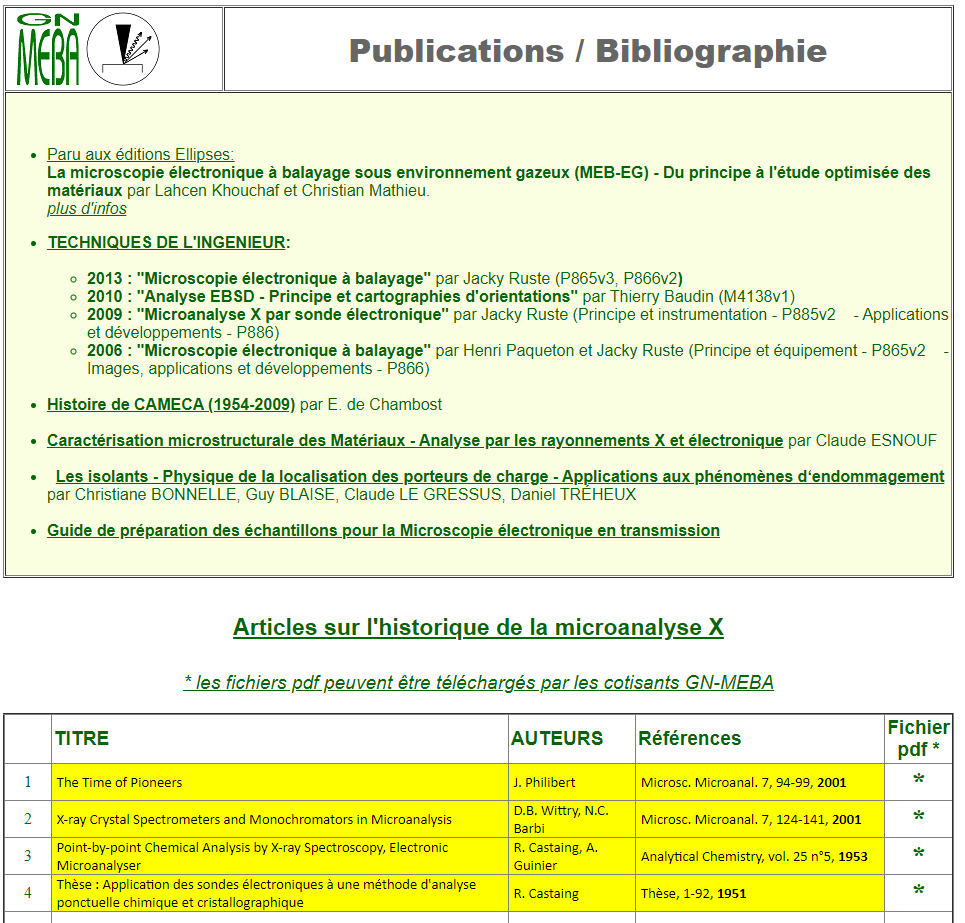 GN
MEBA
Publications / Bibliographie
• Paru aux éditions Ellipses:
La microscopie électronique à balayage sous environnement gazeux (MEB-EG) - Du principe à l'étude optimisée des
matériaux par Lahcen Khouchaf et Christian Mathieu.
plus d'infos
• TECHNIQUES DE L'INGENIEUR:
○ 2013 : "Microscopie électronique à balayage" par Jacky Ruste (P865v3, P866v2)
○ 2010 : "Analyse EBSD - Principe et cartographies d'orientations" par Thierry Baudin (M4138v1)
○ 2009 : "Microanalyse X par sonde électronique" par Jacky Ruste (Principe et instrumentation - P885v2 - Applications
et développements - P886)
○ 2006 : "Microscopie électronique à balayage" par Henri Paqueton et Jacky Ruste (Principe et équipement - P865v2 -
Images, applications et développements - P866)
• Histoire de CAMECA (1954-2009) par E. de Chambost
• Caractérisation microstructurale des Matériaux - Analyse par les rayonnements X et électronique par Claude ESNOUF
• Les isolants - Physique de la localisation des porteurs de charge - Applications aux phénomènes d‘endommagement
par Christiane BONNELLE, Guy BLAISE, Claude LE GRESSUS, Daniel TRÉHEUX
• Guide de préparation des échantillons pour la Microscopie électronique en transmission
Articles sur l'historique de la microanalyse X
* les fichiers pdf peuvent être téléchargés par les cotisants GN-MEBA
TITRE AUTEURS Références Fichier pdf *
1 The Time of Pioneers J. Philibert Microsc. Microanal. 7, 94-99, 2001 *
2 X-ray Crystal Spectrometers and Monochromators in Microanalysis D.B. Wittry, N.C. Barbi Microsc. Microanal. 7, 124-141, 2001 *
3 Point-by-point Chemical Analysis by X-ray Spectroscopy, Electronic Microanalyser R. Castaing, A. Guinier Analytical Chemistry, vol. 25 n°5, 1953 *
4 Thèse : Application des sondes électroniques à une méthode d'analyse ponctuelle chimique et cristallographique R. Castaing Thèse, 1-92, 1951 *